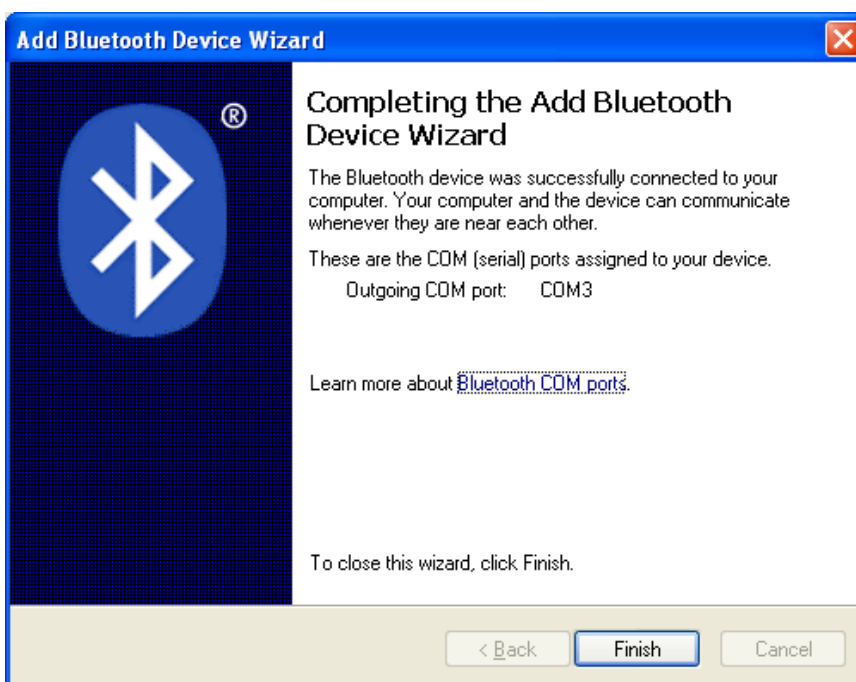 Add Bluetooth Device Wizard
®
Completing the Add Bluetooth
Device Wizard
The Bluetooth device was successfully connected to your
computer. Your computer and the device can communicate
whenever they are near each other.
These are the COM (serial) ports assigned to your device.
Outgoing COM port: COM3
Learn more about Bluetooth COM ports.
To close this wizard, click Finish.
< Back Finish Cancel